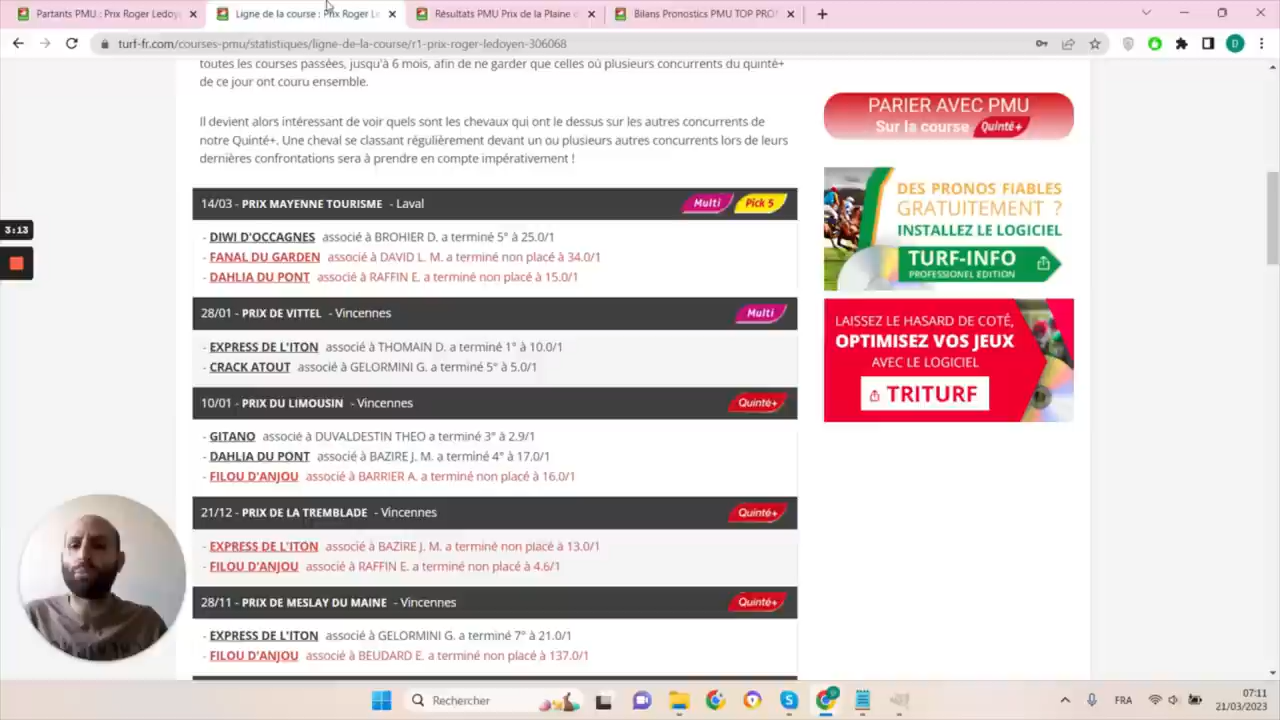 Partants PMU : Prix Roger Ledoye
Ligne de la course : Prix Roger Le
Résultats PMU Prix de la Plaine d
Bilans Pronostics PMU TOP PRO
turf-fr.com/courses-pmu/statistiques/ligne-de-la-course/r1-prix-roger-ledoyen-306068
D
toutes les courses passées, jusqu'à 6 mois, afin de ne garder que celles où plusieurs concurrents du quinté+
de ce jour ont couru ensemble.
Il devient alors intéressant de voir quels sont les chevaux qui ont le dessus sur les autres concurrents de
notre Quinté+. Une cheval se classant régulièrement devant un ou plusieurs autres concurrents lors de leurs
dernières confrontations sera à prendre en compte impérativement !
14/03 - PRIX MAYENNE TOURISME - Laval Multi Pick 5
- DIWI D'OCCAGNES associé à BROHIER D. a terminé 5° à 25.0/1
- FANAL DU GARDEN associé à DAVID L. M. a terminé non placé à 34.0/1
- DAHLIA DU PONT associé à RAFFIN E. a terminé non placé à 15.0/1
28/01 - PRIX DE VITTEL - Vincennes Multi
- EXPRESS DE L'ITON associé à THOMAIN D. a terminé 1° à 10.0/1
- CRACK ATOUT associé à GELORMINI G. a terminé 5° à 5.0/1
10/01 - PRIX DU LIMOUSIN - Vincennes Quinté+
- GITANO associé à DUVALDESTIN THEO a terminé 3° à 2.9/1
- DAHLIA DU PONT associé à BAZIRE J. M. a terminé 4° à 17.0/1
- FILOU D'ANJOU associé à BARRIER A. a terminé non placé à 16.0/1
21/12 - PRIX DE LA TREMBLADE - Vincennes Quinté+
- EXPRESS DE L'ITON associé à BAZIRE J. M. a terminé non placé à 13.0/1
- FILOU D'ANJOU associé à RAFFIN E. a terminé non placé à 4.6/1
28/11 - PRIX DE MESLAY DU MAINE - Vincennes Quinté+
- EXPRESS DE L'ITON associé à GELORMINI G. a terminé 7° à 21.0/1
- FILOU D'ANJOU associé à BEUDARD E. a terminé non placé à 137.0/1
PARIER AVEC PMU
Sur la course Quinté+
DES PRONOS FIABLES
GRATUITEMENT ?
INSTALLEZ LE LOGICIEL
TURF-INFO
PROFESSIONEL EDITION
LAISSEZ LE HASARD DE COTÉ,
OPTIMISEZ VOS JEUX
AVEC LE LOGICIEL
TRITURF
3:13
Rechercher
FRA
07:11
21/03/2023